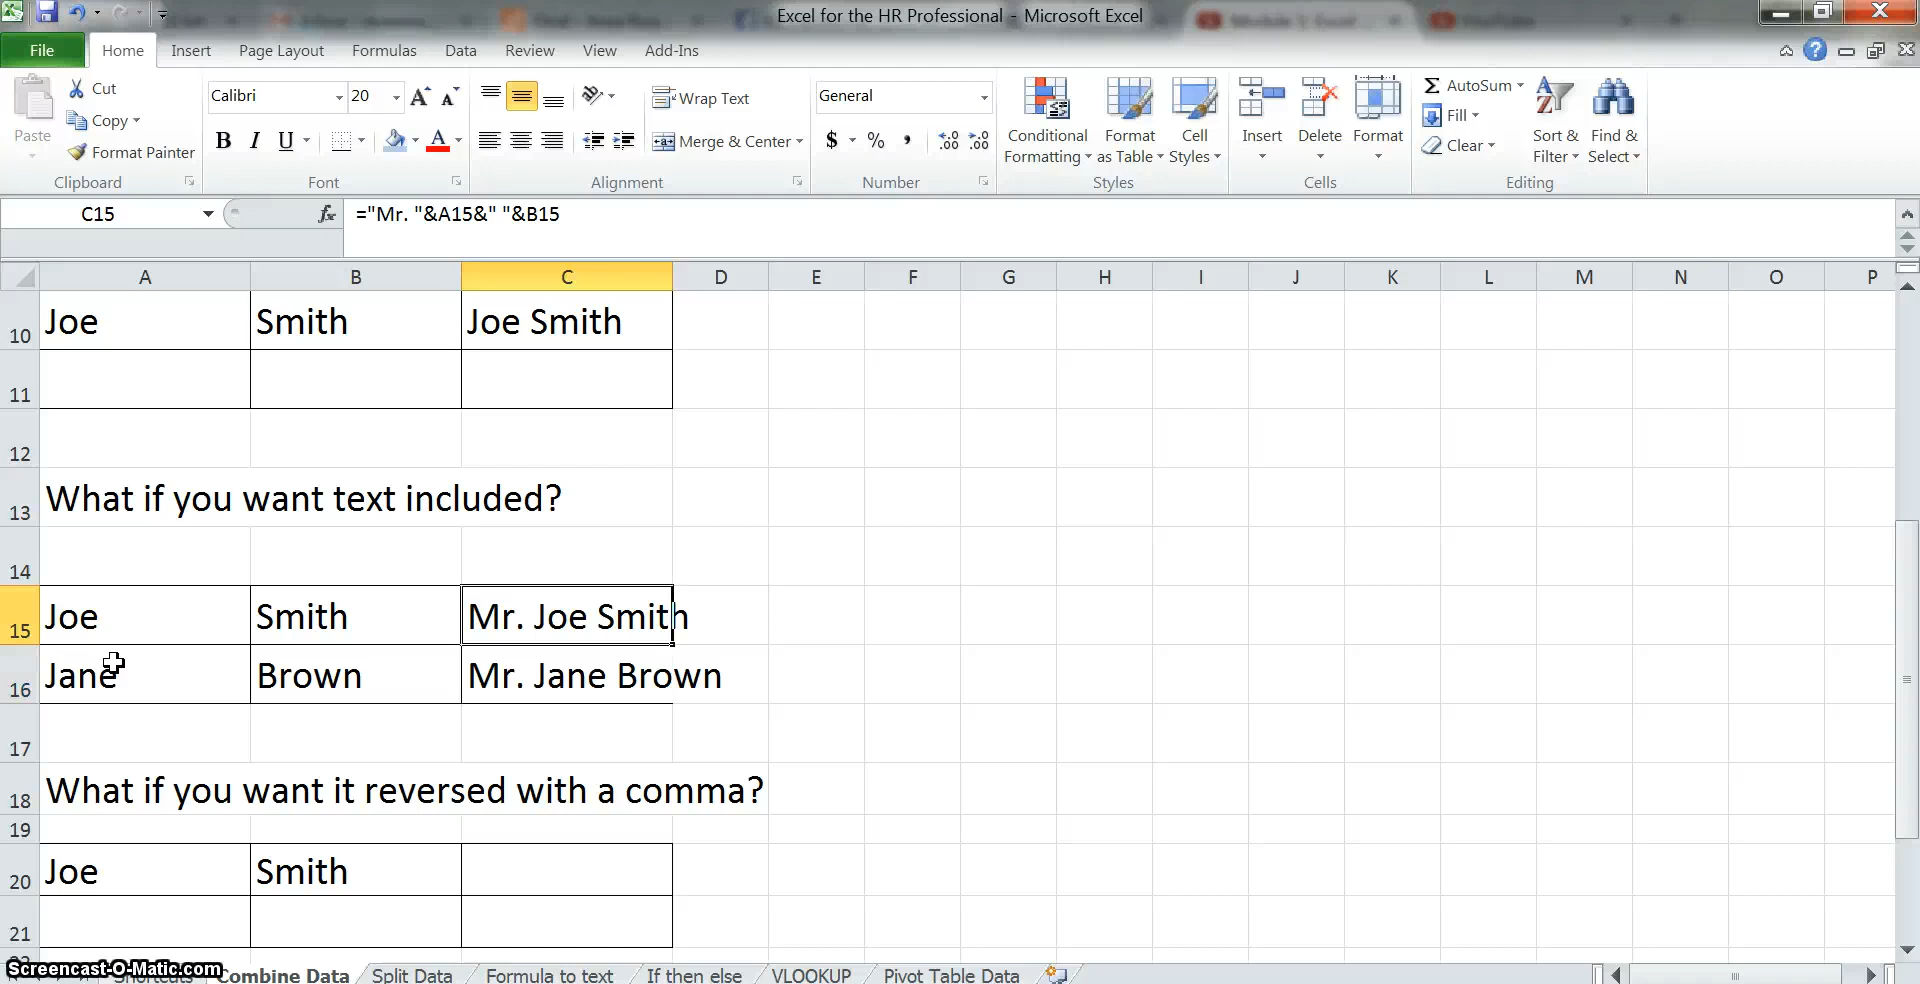 Excel for the HR Professional - Microsoft Excel
File Home Insert Page Layout Formulas Data Review View Add-Ins
Paste
Cut
Copy
Format Painter
Clipboard
Calibri 20
B I U
Font
Wrap Text
Merge & Center
Alignment
General
$ % ,
Number
Conditional Formatting
Format as Table
Cell Styles
Styles
Insert
Delete
Format
Cells
AutoSum
Fill
Clear
Sort & Filter
Find & Select
Editing
C15 fx ="Mr. "&A15&" "&B15
A B C D E F G H I J K L M N O P
10 Joe Smith Joe Smith
11
12
13 What if you want text included?
14
15 Joe Smith Mr. Joe Smith
16 Jane Brown Mr. Jane Brown
17
18 What if you want it reversed with a comma?
19
20 Joe Smith
21
Screencast-O-Matic.com
Shortcuts Combine Data Split Data Formula to text If then else VLOOKUP Pivot Table Data